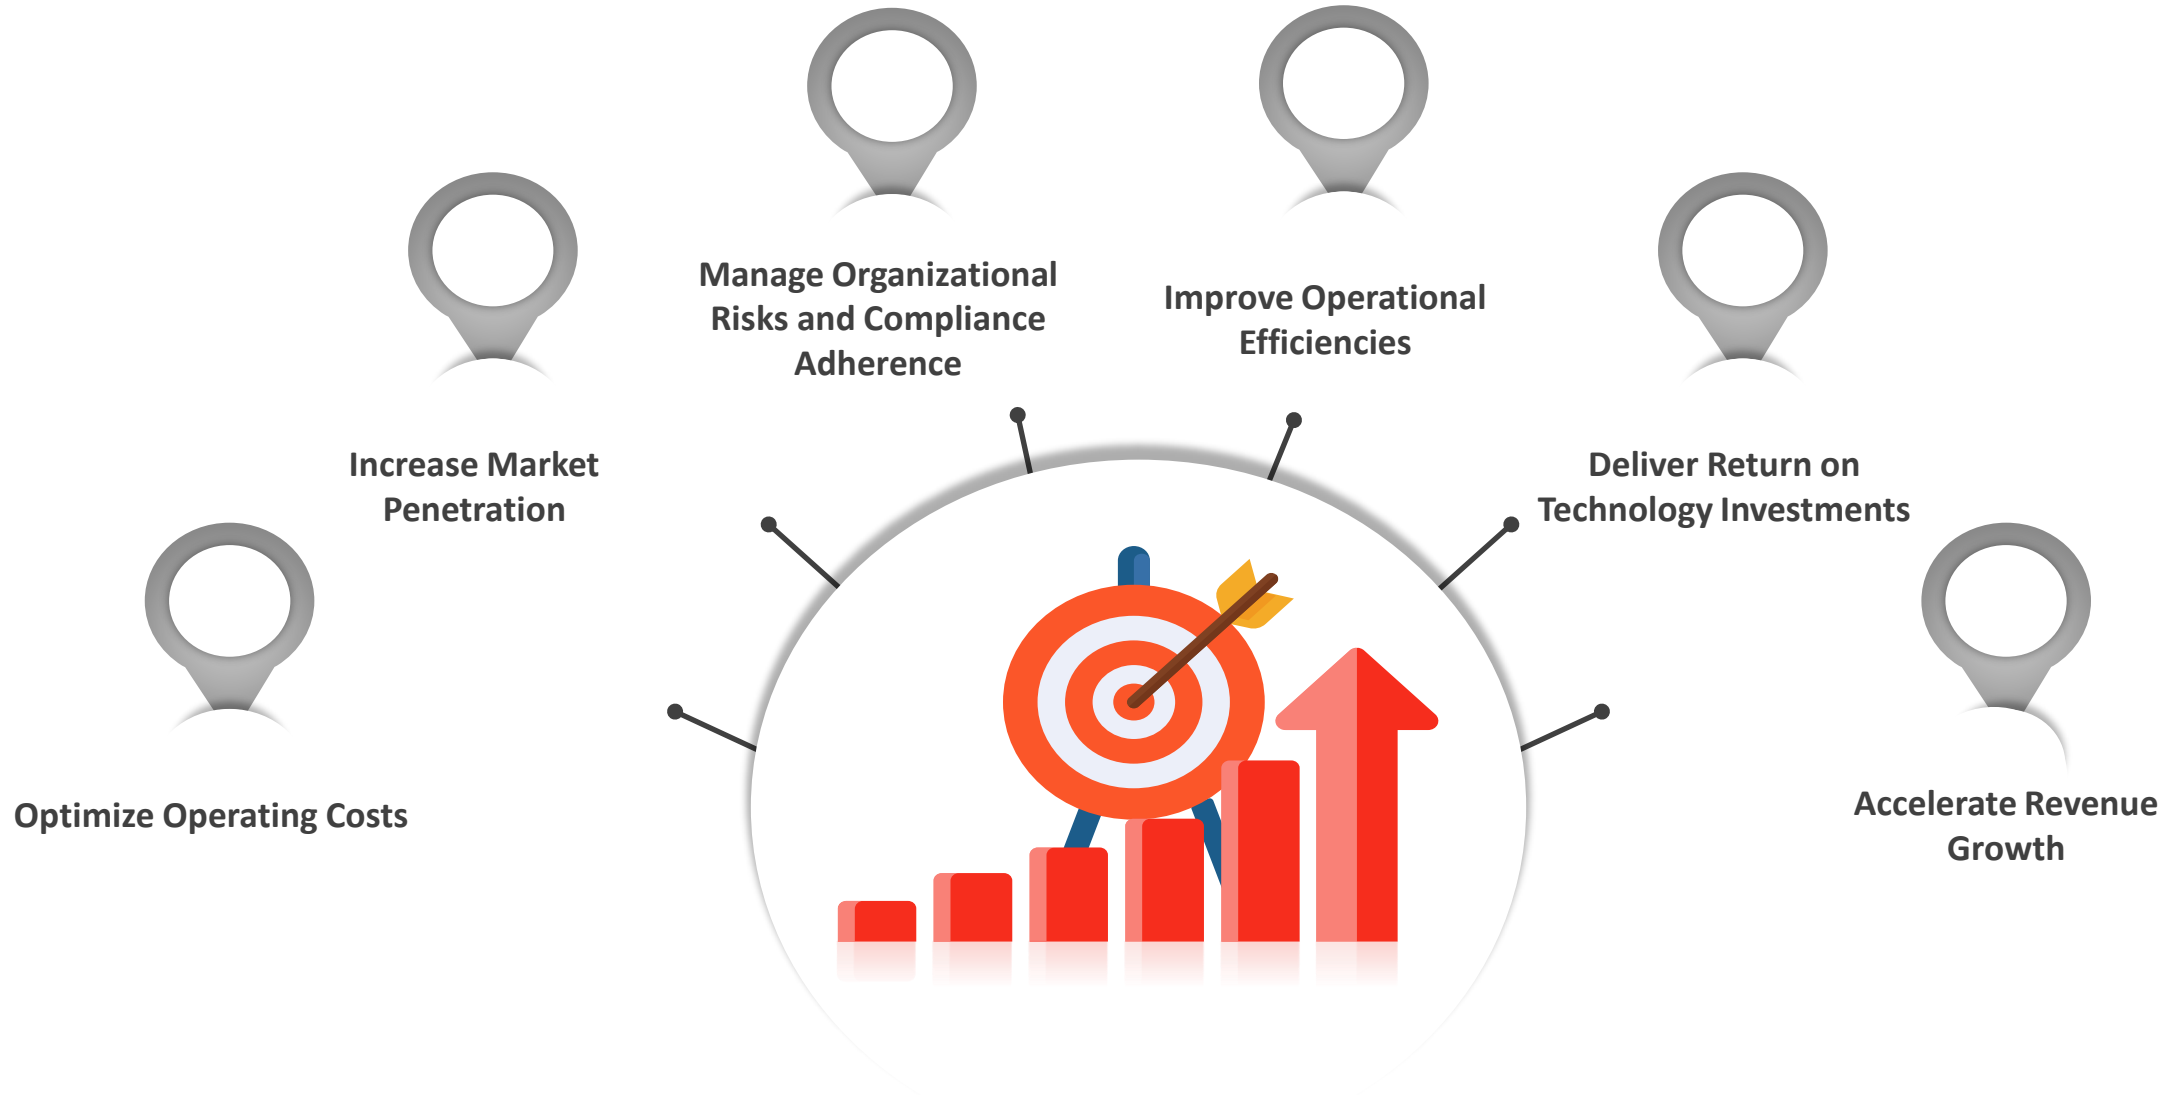 Manage Organizational
Risks and Compliance
Adherence
Improve Operational
Efficiencies
Increase Market
Penetration
Deliver Return on
Technology Investments
Optimize Operating Costs
Accelerate Revenue
Growth